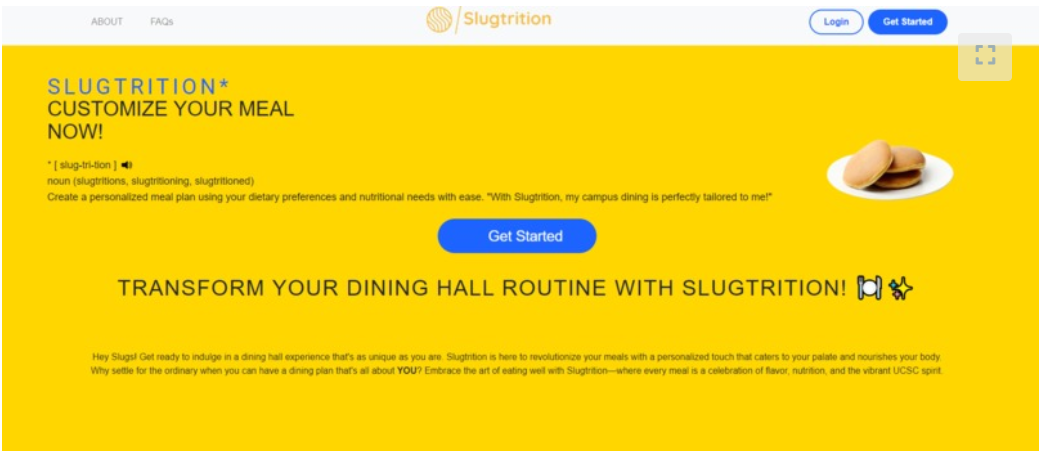 ABOUT
FAQs
Slugtrition
Login
Get Started
SLUGTRITION*
CUSTOMIZE YOUR MEAL
NOW!
* [ slug-tri-tion ] 🔊
noun (slugtritions, slugtritioning, slugtritioned)
Create a personalized meal plan using your dietary preferences and nutritional needs with ease. "With Slugtrition, my campus dining is perfectly tailored to me!"
Get Started
TRANSFORM YOUR DINING HALL ROUTINE WITH SLUGTRITION! 🍽️✨
Hey Slugs! Get ready to indulge in a dining hall experience that's as unique as you are. Slugtrition is here to revolutionize your meals with a personalized touch that caters to your palate and nourishes your body.
Why settle for the ordinary when you can have a dining plan that's all about YOU? Embrace the art of eating well with Slugtrition—where every meal is a celebration of flavor, nutrition, and the vibrant UCSC spirit.